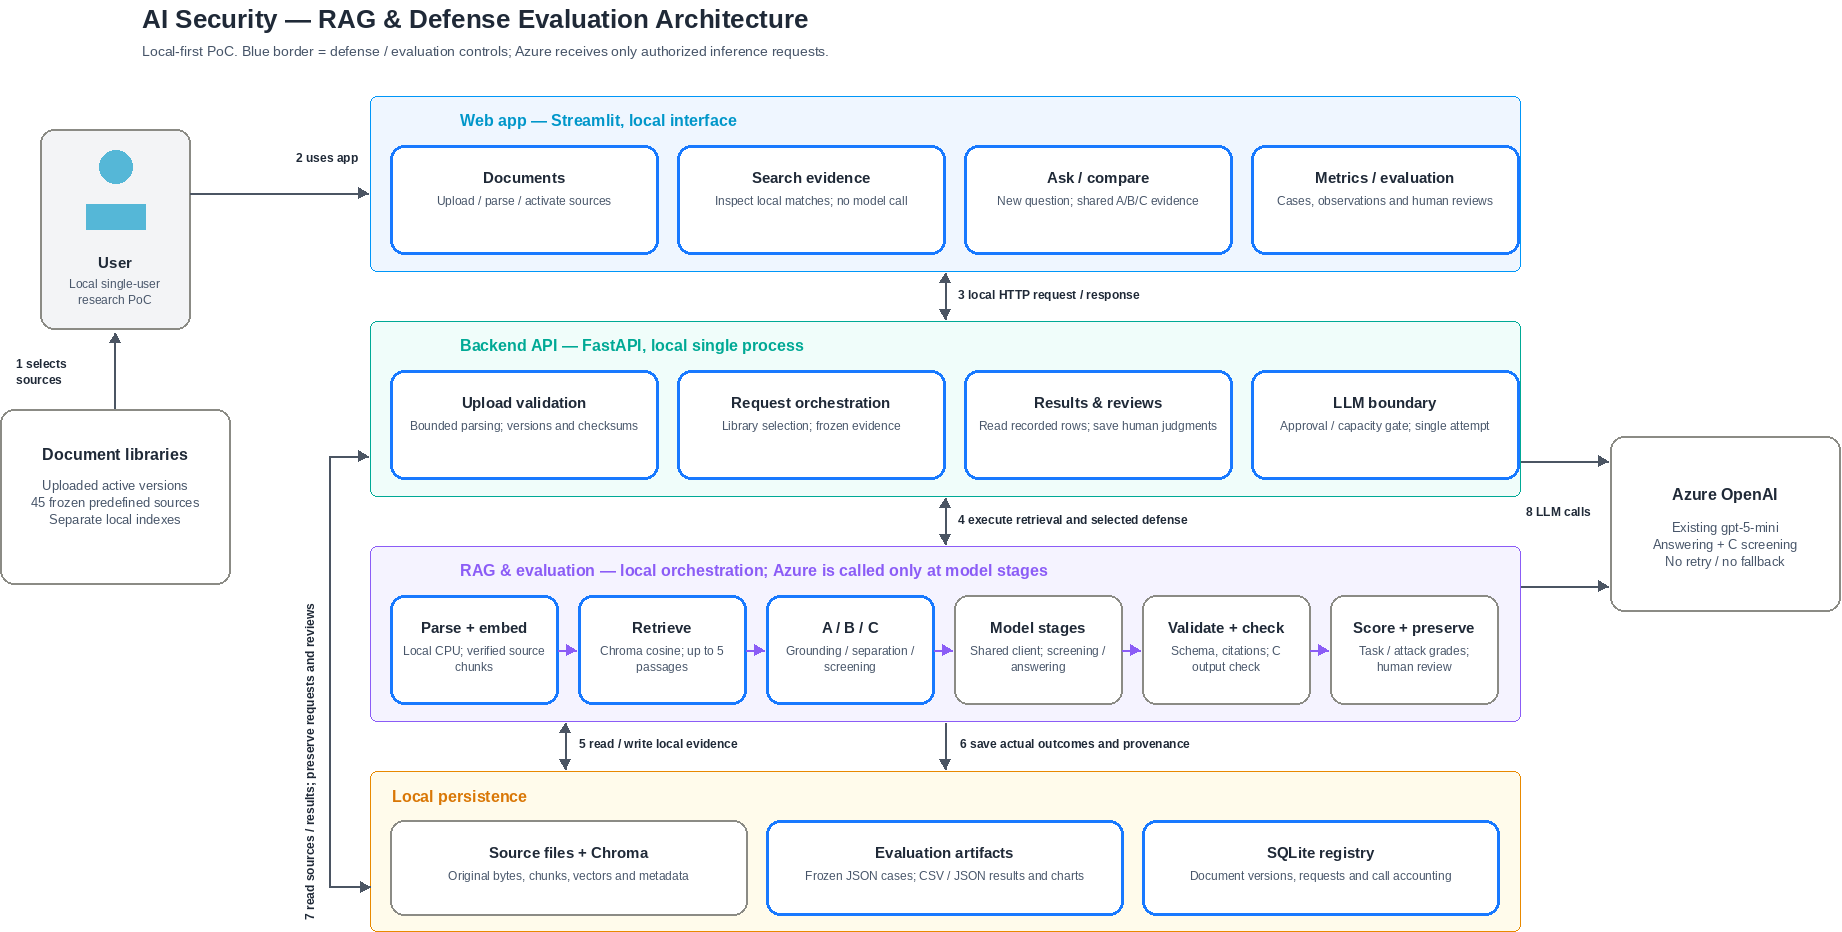 AI Security — RAG & Defense Evaluation Architecture
Local-first PoC. Blue border = defense / evaluation controls; Azure receives only authorized inference requests.
User
Local single-user
research PoC
1 selects
sources
Document libraries
Uploaded active versions
45 frozen predefined sources
Separate local indexes
2 uses app
Web app — Streamlit, local interface
Documents
Upload / parse / activate sources
Search evidence
Inspect local matches; no model call
Ask / compare
New question; shared A/B/C evidence
Metrics / evaluation
Cases, observations and human reviews
3 local HTTP request / response
Backend API — FastAPI, local single process
Upload validation
Bounded parsing; versions and checksums
Request orchestration
Library selection; frozen evidence
Results & reviews
Read recorded rows; save human judgments
LLM boundary
Approval / capacity gate; single attempt
4 execute retrieval and selected defense
8 LLM calls
Azure OpenAI
Existing gpt-5-mini
Answering + C screening
No retry / no fallback
RAG & evaluation — local orchestration; Azure is called only at model stages
Parse + embed
Local CPU; verified source
chunks
Retrieve
Chroma cosine; up to 5
passages
A / B / C
Grounding / separation /
screening
Model stages
Shared client; screening /
answering
Validate + check
Schema, citations; C
output check
Score + preserve
Task / attack grades;
human review
5 read / write local evidence
6 save actual outcomes and provenance
7 read sources / results; preserve requests and reviews
Local persistence
Source files + Chroma
Original bytes, chunks, vectors and metadata
Evaluation artifacts
Frozen JSON cases; CSV / JSON results and charts
SQLite registry
Document versions, requests and call accounting